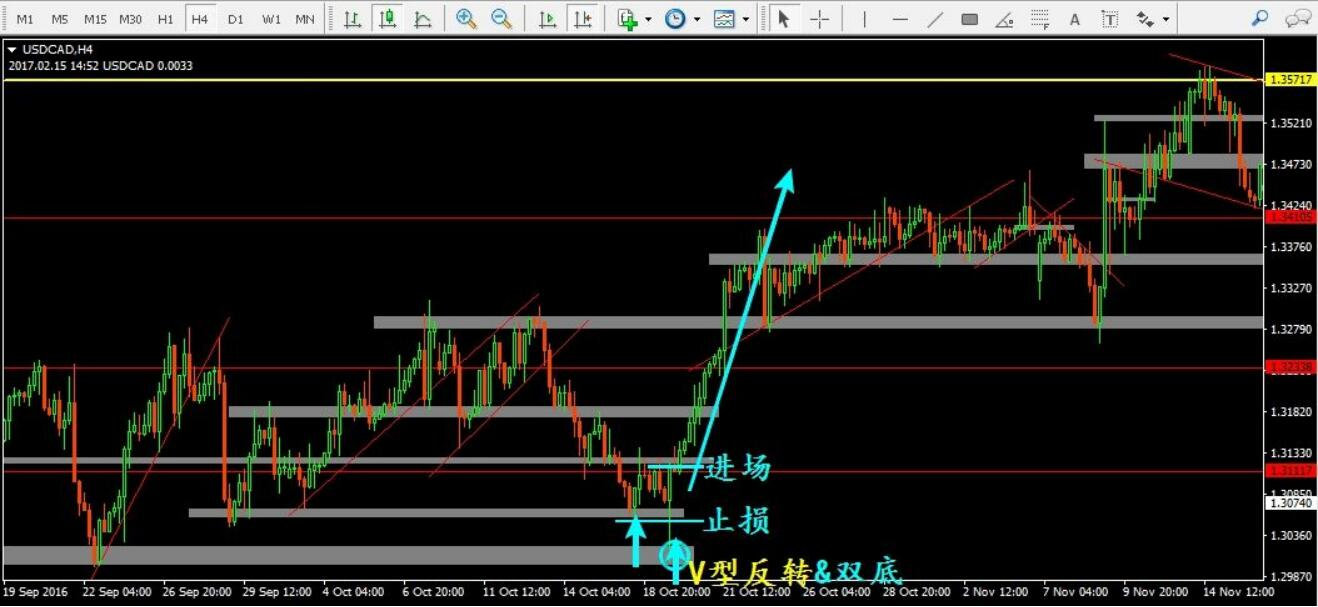 M1 M5 M15 M30 H1 H4 D1 W1 MN A T
USDCAD,H4
2017.02.15 14:52 USDCAD 0.0033
1.35717
1.35210
1.34730
1.34240
1.34105
1.33760
1.33270
1.32790
1.31820
1.31330
1.31117
1.30850
1.30740
1.30360
1.29870
进场
止损
V型反转&双底
19 Sep 2016 22 Sep 04:00 26 Sep 20:00 29 Sep 12:00 4 Oct 04:00 6 Oct 20:00 11 Oct 12:00 14 Oct 04:00 18 Oct 20:00 21 Oct 12:00 26 Oct 04:00 28 Oct 20:00 2 Nov 12:00 7 Nov 04:00 9 Nov 20:00 14 Nov 12:00